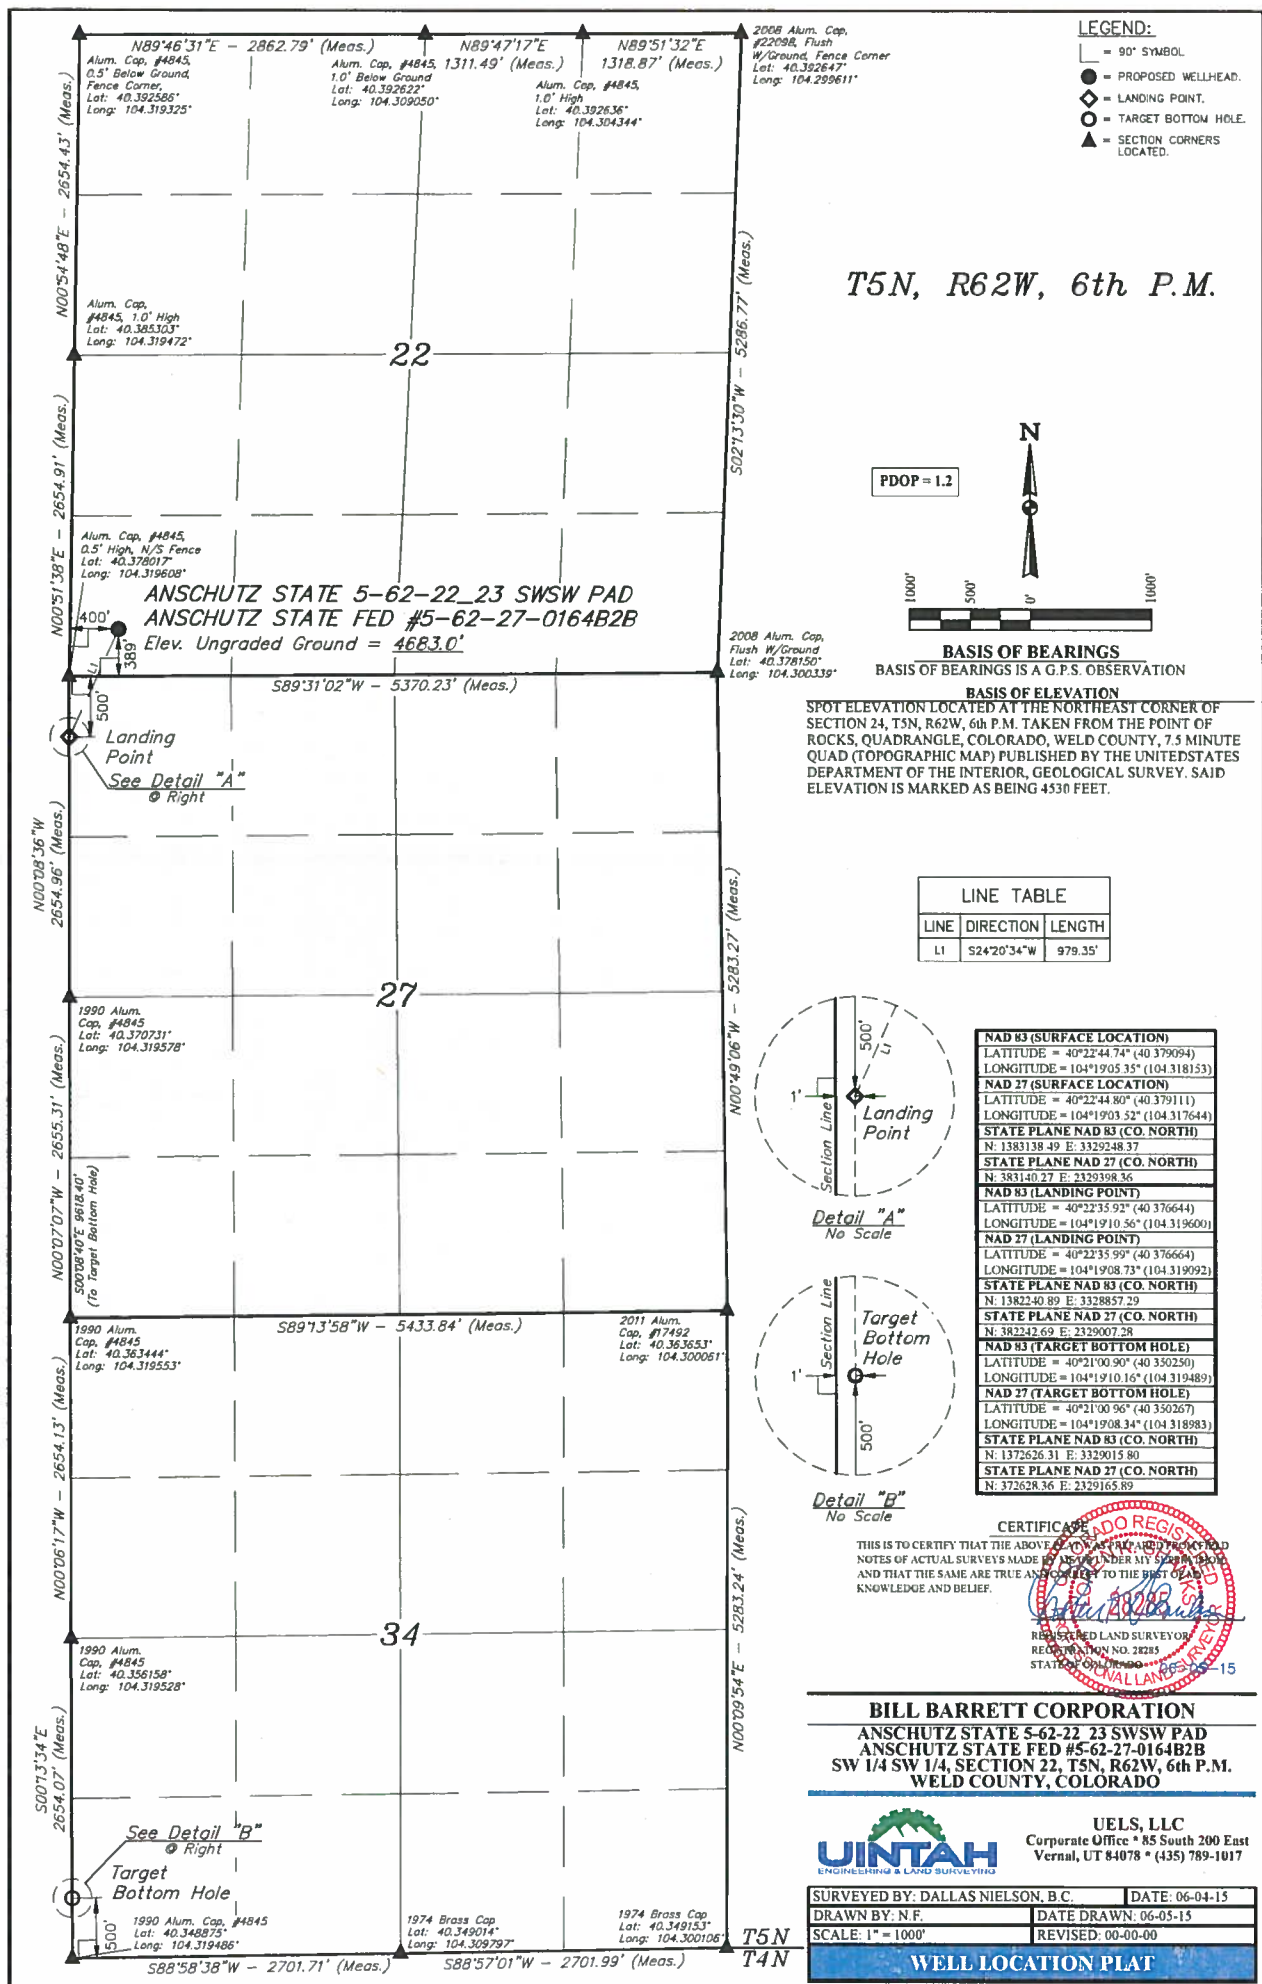 N89°46'31"E - 2862.79' (Meas.)
N89°47'17"E
1311.49' (Meas.)
N89°51'32"E
1318.87' (Meas.)
2008 Alum. Cap,
#22098, Flush
W/Ground, Fence Corner
Lat: 40.392647°
Long: 104.299611°
Alum. Cap, #4845,
0.5' Below Ground,
Fence Corner,
Lat: 40.392586°
Long: 104.319325°
Alum. Cap, #4845,
1.0' Below Ground
Lat: 40.392622°
Long: 104.309050°
Alum. Cap, #4845,
1.0' High
Lat: 40.392636°
Long: 104.304344°
LEGEND:
= 90° SYMBOL
= PROPOSED WELLHEAD.
= LANDING POINT.
= TARGET BOTTOM HOLE.
= SECTION CORNERS
LOCATED.
N00°54'48"E - 2654.43' (Meas.)
T5N, R62W, 6th P.M.
Alum. Cap,
#4845, 1.0' High
Lat: 40.385303°
Long: 104.319472°
22
S02°13'30"W - 5286.77' (Meas.)
N
PDOP = 1.2
N00°51'38"E - 2654.91' (Meas.)
Alum. Cap, #4845,
0.5' High, N/S Fence
Lat: 40.378017°
Long: 104.319608°
ANSCHUTZ STATE 5-62-22_23 SWSW PAD
ANSCHUTZ STATE FED #5-62-27-0164B2B
Elev. Ungraded Ground = 4683.0'
400'
389'
L1
500'
1000'
500'
0'
1000'
2008 Alum. Cap,
Flush W/Ground
Lat: 40.378150°
Long: 104.300339°
S89°31'02"W - 5370.23' (Meas.)
BASIS OF BEARINGS
BASIS OF BEARINGS IS A G.P.S. OBSERVATION
BASIS OF ELEVATION
SPOT ELEVATION LOCATED AT THE NORTHEAST CORNER OF
SECTION 24, T5N, R62W, 6th P.M. TAKEN FROM THE POINT OF
ROCKS, QUADRANGLE, COLORADO, WELD COUNTY, 7.5 MINUTE
QUAD (TOPOGRAPHIC MAP) PUBLISHED BY THE UNITEDSTATES
DEPARTMENT OF THE INTERIOR, GEOLOGICAL SURVEY. SAID
ELEVATION IS MARKED AS BEING 4530 FEET.
Landing
Point
See Detail "A"
@ Right
N00°08'36"W
2654.96' (Meas.)
LINE TABLE
LINE DIRECTION LENGTH
L1 S24°20'34"W 979.35'
27
N00°49'06"W - 5283.27' (Meas.)
1990 Alum.
Cap, #4845
Lat: 40.370731°
Long: 104.319578°
N00°07'07"W - 2655.31' (Meas.)
S00°08'40"E 9618.40'
(To Target Bottom Hole)
500'
L1
1'
Section Line
Landing
Point
Detail "A"
No Scale
NAD 83 (SURFACE LOCATION)
LATITUDE = 40°22'44.74" (40.379094)
LONGITUDE = 104°19'05.35" (104.318153)
NAD 27 (SURFACE LOCATION)
LATITUDE = 40°22'44.80" (40.379111)
LONGITUDE = 104°19'03.52" (104.317644)
STATE PLANE NAD 83 (CO. NORTH)
N: 1383138.49 E: 3329248.37
STATE PLANE NAD 27 (CO. NORTH)
N: 383140.27 E: 2329398.36
NAD 83 (LANDING POINT)
LATITUDE = 40°22'35.92" (40.376644)
LONGITUDE = 104°19'10.56" (104.319600)
NAD 27 (LANDING POINT)
LATITUDE = 40°22'35.99" (40.376664)
LONGITUDE = 104°19'08.73" (104.319092)
STATE PLANE NAD 83 (CO. NORTH)
N: 1382240.89 E: 3328857.29
STATE PLANE NAD 27 (CO. NORTH)
N: 382242.69 E: 2329007.28
NAD 83 (TARGET BOTTOM HOLE)
LATITUDE = 40°21'00.90" (40.350250)
LONGITUDE = 104°19'10.16" (104.319489)
NAD 27 (TARGET BOTTOM HOLE)
LATITUDE = 40°21'00.96" (40.350267)
LONGITUDE = 104°19'08.34" (104.318983)
STATE PLANE NAD 83 (CO. NORTH)
N: 1372626.31 E: 3329015.80
STATE PLANE NAD 27 (CO. NORTH)
N: 372628.36 E: 2329165.89
1990 Alum.
Cap, #4845
Lat: 40.363444°
Long: 104.319553°
S89°13'58"W - 5433.84' (Meas.)
2011 Alum.
Cap, #17492
Lat: 40.363653°
Long: 104.300061°
Section Line
Target
Bottom
Hole
1'
500'
Detail "B"
No Scale
N00°06'17"W - 2654.13' (Meas.)
34
N00°09'54"E - 5283.24' (Meas.)
1990 Alum.
Cap, #4845
Lat: 40.356158°
Long: 104.319528°
CERTIFICATE
THIS IS TO CERTIFY THAT THE ABOVE PLAT WAS PREPARED FROM FIELD
NOTES OF ACTUAL SURVEYS MADE BY ME OR UNDER MY SUPERVISION
AND THAT THE SAME ARE TRUE AND CORRECT TO THE BEST OF MY
KNOWLEDGE AND BELIEF.
COLORADO REGISTERED
SHANKS
28285
PROFESSIONAL LAND SURVEYOR
REGISTERED LAND SURVEYOR
REGISTRATION NO. 28285
STATE OF COLORADO
S00°13'34"E
2654.07' (Meas.)
See Detail "B"
@ Right
Target
Bottom Hole
500'
1990 Alum. Cap, #4845
Lat: 40.348875°
Long: 104.319486°
1974 Brass Cap
Lat: 40.349014°
Long: 104.309797°
1974 Brass Cap
Lat: 40.349153°
Long: 104.300106°
T5N
T4N
S88°58'38"W - 2701.71' (Meas.)
S88°57'01"W - 2701.99' (Meas.)
BILL BARRETT CORPORATION
ANSCHUTZ STATE 5-62-22_23 SWSW PAD
ANSCHUTZ STATE FED #5-62-27-0164B2B
SW 1/4 SW 1/4, SECTION 22, T5N, R62W, 6th P.M.
WELD COUNTY, COLORADO
UINTAH
ENGINEERING & LAND SURVEYING
UELS, LLC
Corporate Office * 85 South 200 East
Vernal, UT 84078 * (435) 789-1017
SURVEYED BY: DALLAS NIELSON, B.C. DATE: 06-04-15
DRAWN BY: N.F. DATE DRAWN: 06-05-15
SCALE: 1" = 1000' REVISED: 00-00-00
WELL LOCATION PLAT